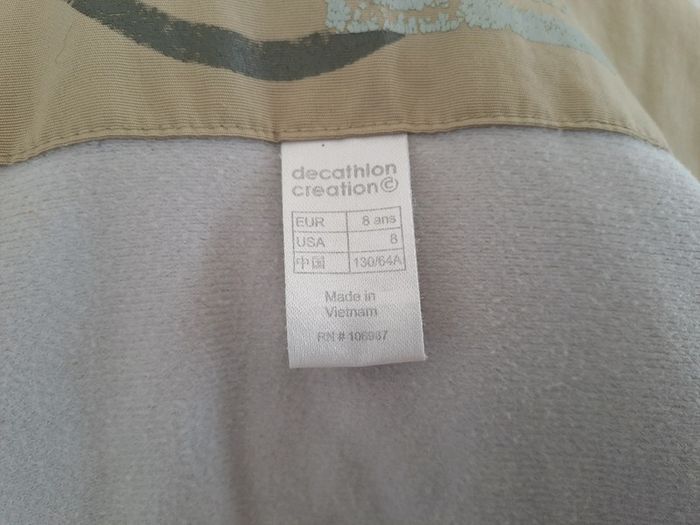 decathlon
creation©
EUR 8 ans
USA 8
中国 130/64A
Made in
Vietnam
RN # 106987